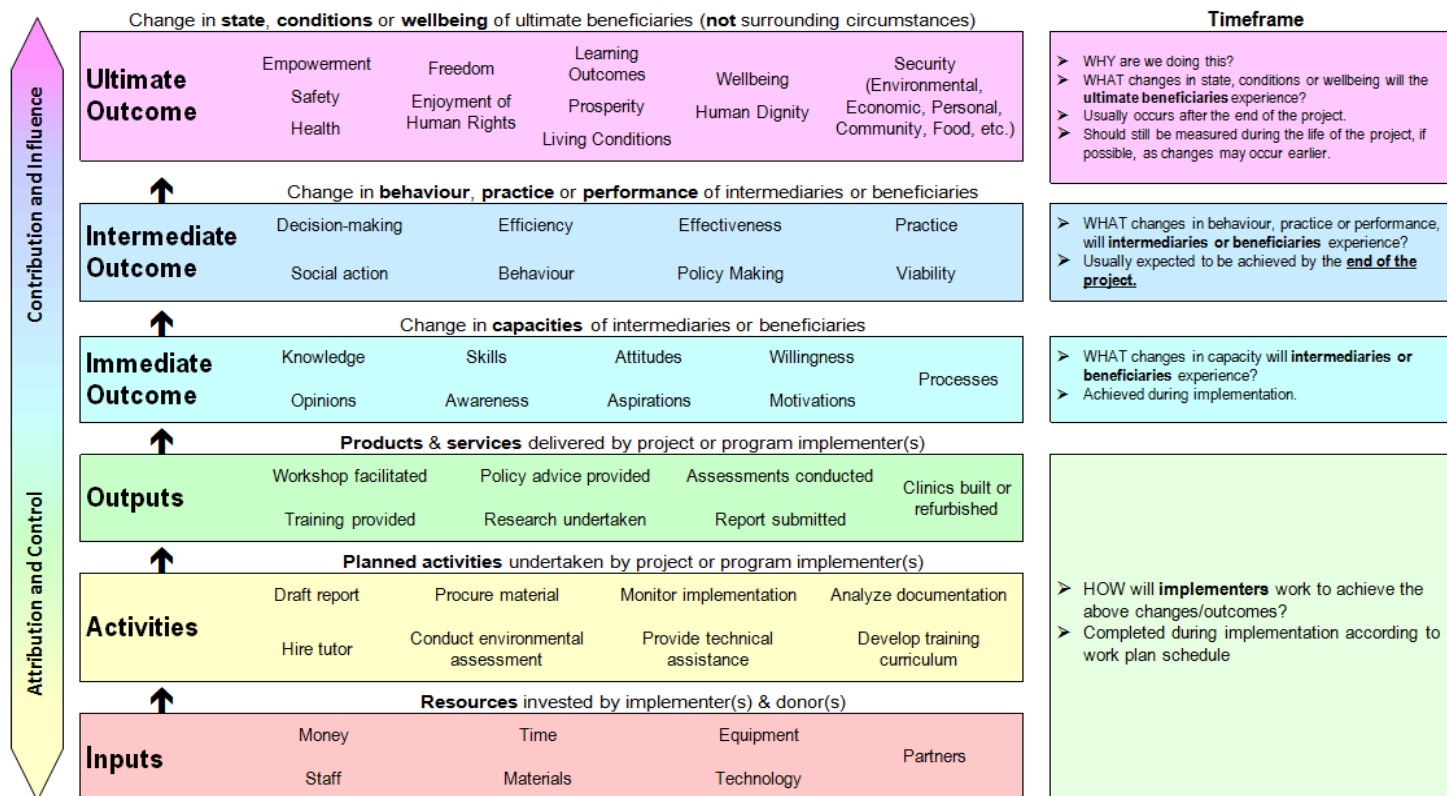 Change in state, conditions or wellbeing of ultimate beneficiaries (not surrounding circumstances)
Timeframe
Contribution and Influence
Attribution and Control
Ultimate
Outcome
Empowerment
Safety
Health
Freedom
Enjoyment of
Human Rights
Learning
Outcomes
Prosperity
Living Conditions
Wellbeing
Human Dignity
Security
(Environmental,
Economic, Personal,
Community, Food, etc.)
➢ WHY are we doing this?
➢ WHAT changes in state, conditions or wellbeing will the
ultimate beneficiaries experience?
➢ Usually occurs after the end of the project.
➢ Should still be measured during the life of the project, if
possible, as changes may occur earlier.
Change in behaviour, practice or performance of intermediaries or beneficiaries
Intermediate
Outcome
Decision-making
Efficiency
Effectiveness
Practice
Social action
Behaviour
Policy Making
Viability
➢ WHAT changes in behaviour, practice or performance,
will intermediaries or beneficiaries experience?
➢ Usually expected to be achieved by the end of the
project.
Change in capacities of intermediaries or beneficiaries
Immediate
Outcome
Knowledge
Skills
Attitudes
Willingness
Processes
Opinions
Awareness
Aspirations
Motivations
➢ WHAT changes in capacity will intermediaries or
beneficiaries experience?
➢ Achieved during implementation.
Products & services delivered by project or program implementer(s)
Outputs
Workshop facilitated
Policy advice provided
Assessments conducted
Clinics built or
refurbished
Training provided
Research undertaken
Report submitted
Planned activities undertaken by project or program implementer(s)
Activities
Draft report
Procure material
Monitor implementation
Analyze documentation
Hire tutor
Conduct environmental
assessment
Provide technical
assistance
Develop training
curriculum
➢ HOW will implementers work to achieve the
above changes/outcomes?
➢ Completed during implementation according to
work plan schedule
Resources invested by implementer(s) & donor(s)
Inputs
Money
Time
Equipment
Partners
Staff
Materials
Technology